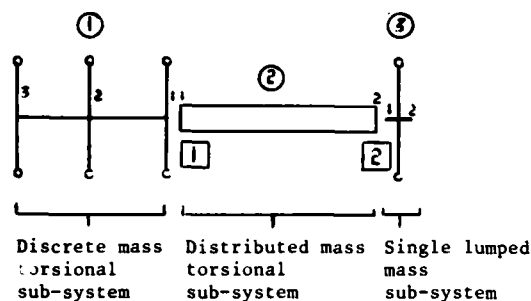 1 3
2
3 2 1 1 2 1 2
1 2
Discrete mass Distributed mass Single lumped
torsional torsional mass
sub-system sub-system sub-system